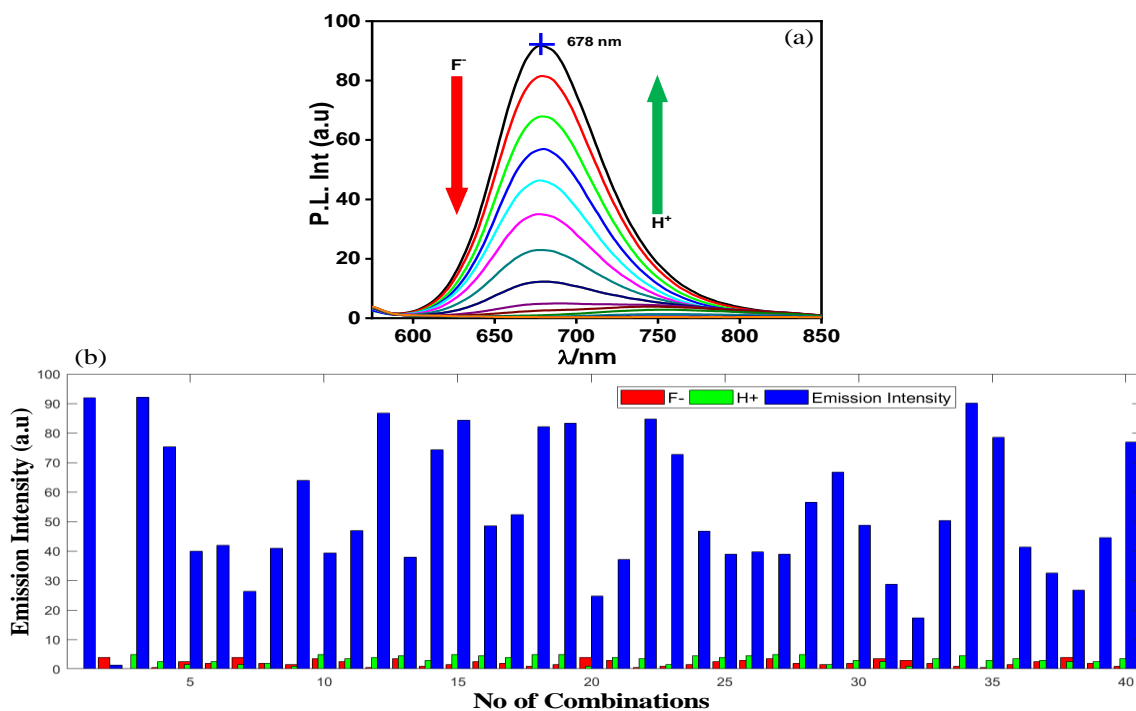 (a)
678 nm
F-
H+
P.L. Int (a.u)
100
80
60
40
20
0
600 650 700 750 800 850
λ/nm
(b)
F- H+ Emission Intensity
Emission Intensity (a.u)
100
90
80
70
60
50
40
30
20
10
0
5 10 15 20 25 30 35 40
No of Combinations